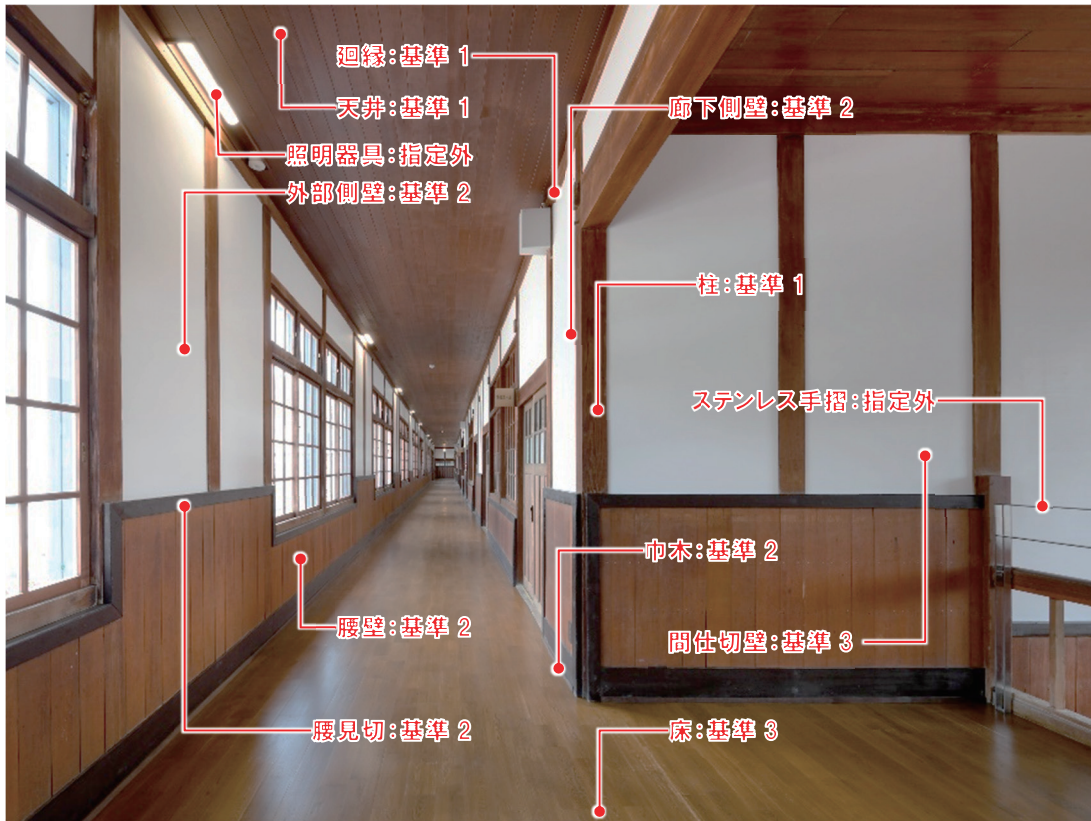 廻縁：基準 1
天井：基準 1
廊下側壁：基準 2
照明器具：指定外
外部側壁：基準 2
柱：基準 1
ステンレス手摺：指定外
巾木：基準 2
腰壁：基準 2
間仕切壁：基準 3
腰見切：基準 2
床：基準 3